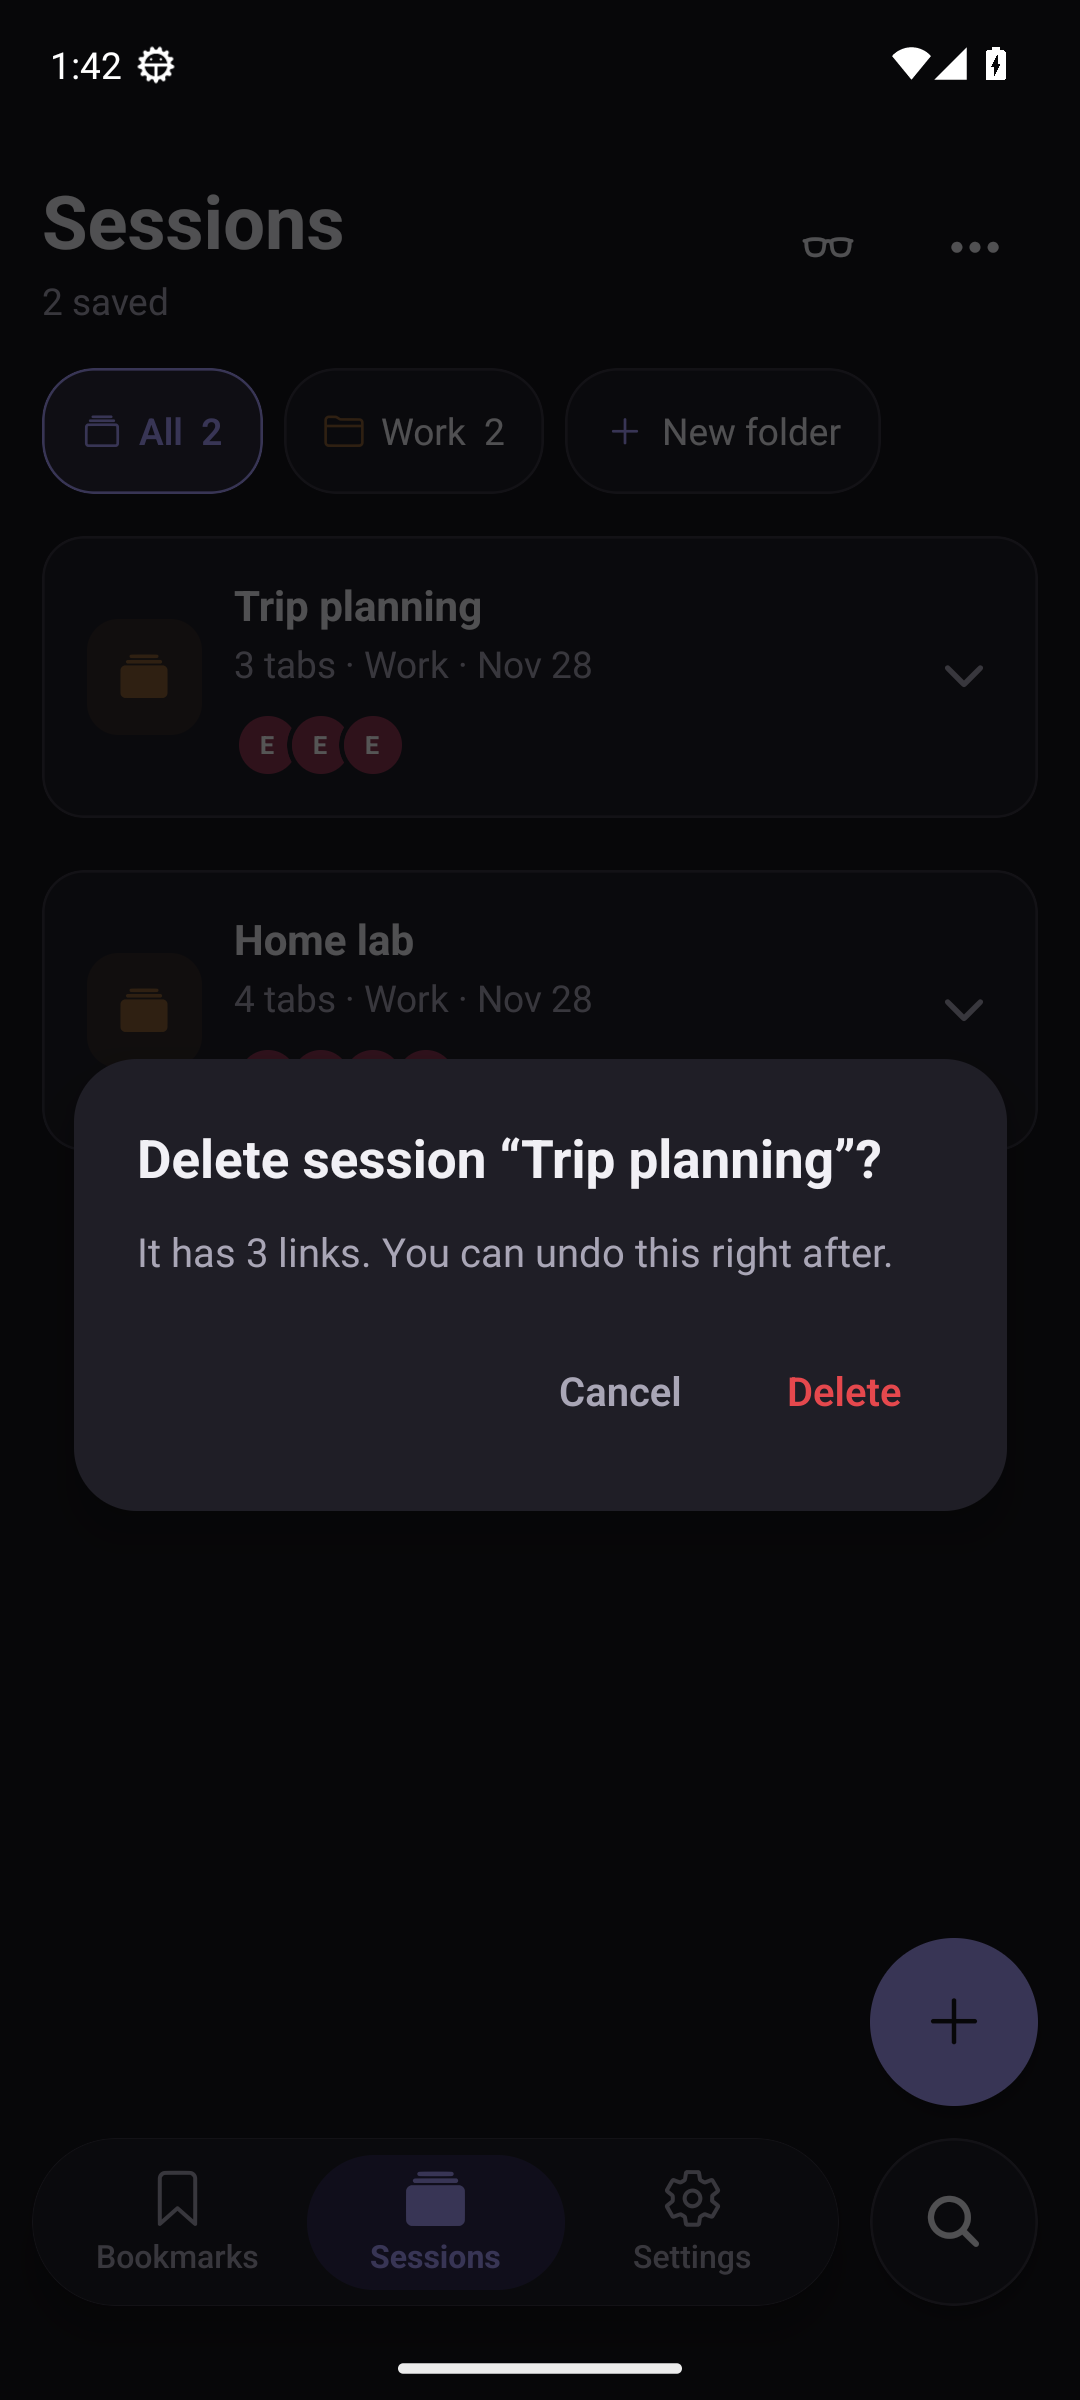 1:42
Sessions
2 saved
All 2
Work 2
New folder
Trip planning
3 tabs · Work · Nov 28
E E E
Home lab
4 tabs · Work · Nov 28
Delete session “Trip planning”?
It has 3 links. You can undo this right after.
Cancel
Delete
Bookmarks
Sessions
Settings